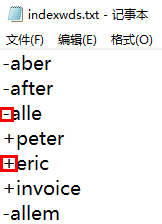 indexwds.txt - 记事本
文件(F) 编辑(E) 格式(O)
-aber
-after
-alle
+peter
+eric
+invoice
-allem